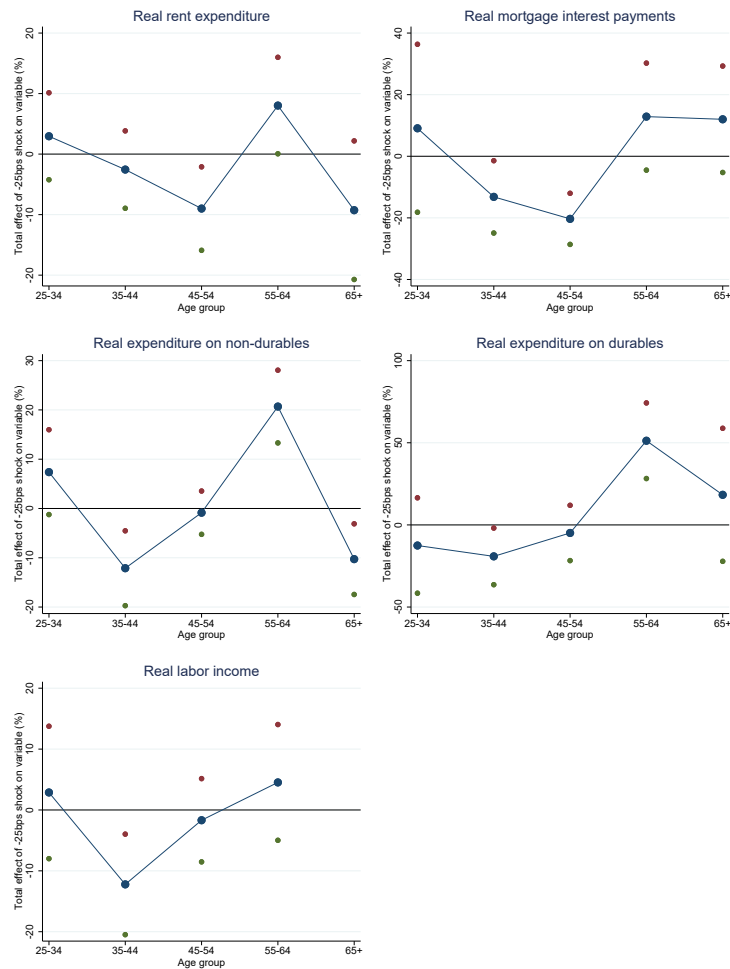 Real rent expenditure
Total effect of -25bps shock on variable (%)
20
10
0
-10
-20
25-34 35-44 45-54 55-64 65+
Age group
Real mortgage interest payments
Total effect of -25bps shock on variable (%)
40
20
0
-20
-40
25-34 35-44 45-54 55-64 65+
Age group
Real expenditure on non-durables
Total effect of -25bps shock on variable (%)
30
20
10
0
-10
-20
25-34 35-44 45-54 55-64 65+
Age group
Real expenditure on durables
Total effect of -25bps shock on variable (%)
100
50
0
-50
25-34 35-44 45-54 55-64 65+
Age group
Real labor income
Total effect of -25bps shock on variable (%)
20
10
0
-10
-20
25-34 35-44 45-54 55-64 65+
Age group